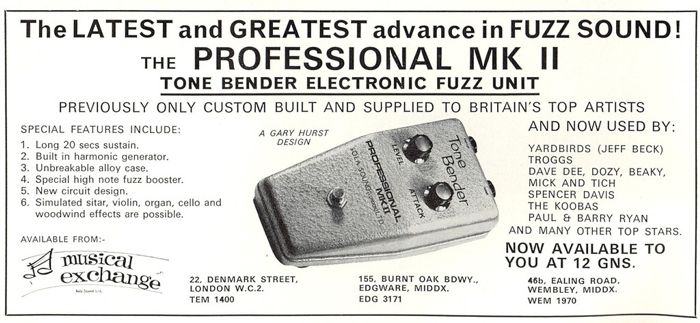 The LATEST and GREATEST advance in FUZZ SOUND!
THE PROFESSIONAL MK II
TONE BENDER ELECTRONIC FUZZ UNIT
PREVIOUSLY ONLY CUSTOM BUILT AND SUPPLIED TO BRITAIN'S TOP ARTISTS
SPECIAL FEATURES INCLUDE:
1. Long 20 secs sustain.
2. Built in harmonic generator.
3. Unbreakable alloy case.
4. Special high note fuzz booster.
5. New circuit design.
6. Simulated sitar, violin, organ, cello and
woodwind effects are possible.
AVAILABLE FROM:-
musical
exchange
A GARY HURST
DESIGN
LEVEL
Tone
Bender
ATTACK
PROFESSIONAL
MKII
SOLA SOUND
AND NOW USED BY:
YARDBIRDS (JEFF BECK)
TROGGS
DAVE DEE, DOZY, BEAKY,
MICK AND TICH
SPENCER DAVIS
THE KOOBAS
PAUL & BARRY RYAN
AND MANY OTHER TOP STARS.
NOW AVAILABLE TO
YOU AT 12 GNS.
22, DENMARK STREET,
LONDON W.C.2.
TEM 1400
155, BURNT OAK BDWY.,
EDGWARE, MIDDX.
EDG 3171
46b, EALING ROAD.
WEMBLEY, MIDDX.
WEM 1970